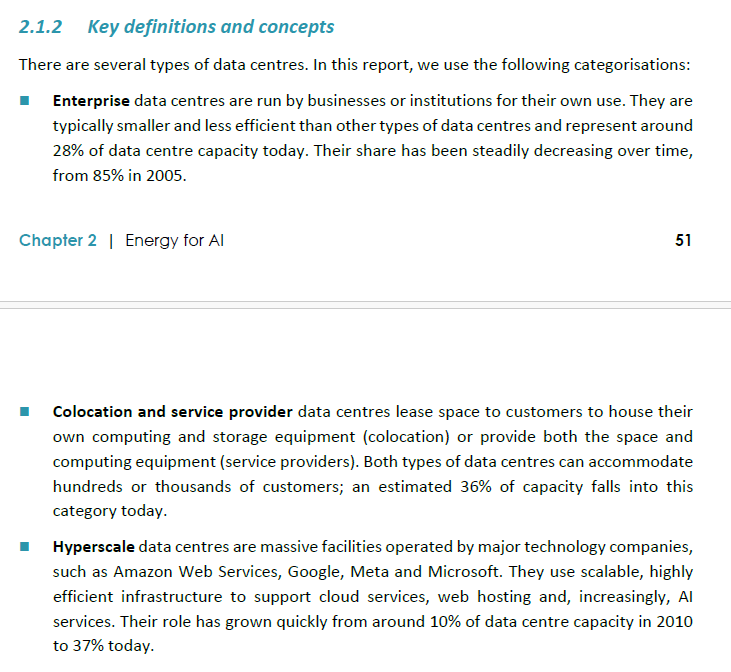 2.1.2 Key definitions and concepts
There are several types of data centres. In this report, we use the following categorisations:
■ Enterprise data centres are run by businesses or institutions for their own use. They are
typically smaller and less efficient than other types of data centres and represent around
28% of data centre capacity today. Their share has been steadily decreasing over time,
from 85% in 2005.
Chapter 2 | Energy for AI 51
■ Colocation and service provider data centres lease space to customers to house their
own computing and storage equipment (colocation) or provide both the space and
computing equipment (service providers). Both types of data centres can accommodate
hundreds or thousands of customers; an estimated 36% of capacity falls into this
category today.
■ Hyperscale data centres are massive facilities operated by major technology companies,
such as Amazon Web Services, Google, Meta and Microsoft. They use scalable, highly
efficient infrastructure to support cloud services, web hosting and, increasingly, AI
services. Their role has grown quickly from around 10% of data centre capacity in 2010
to 37% today.